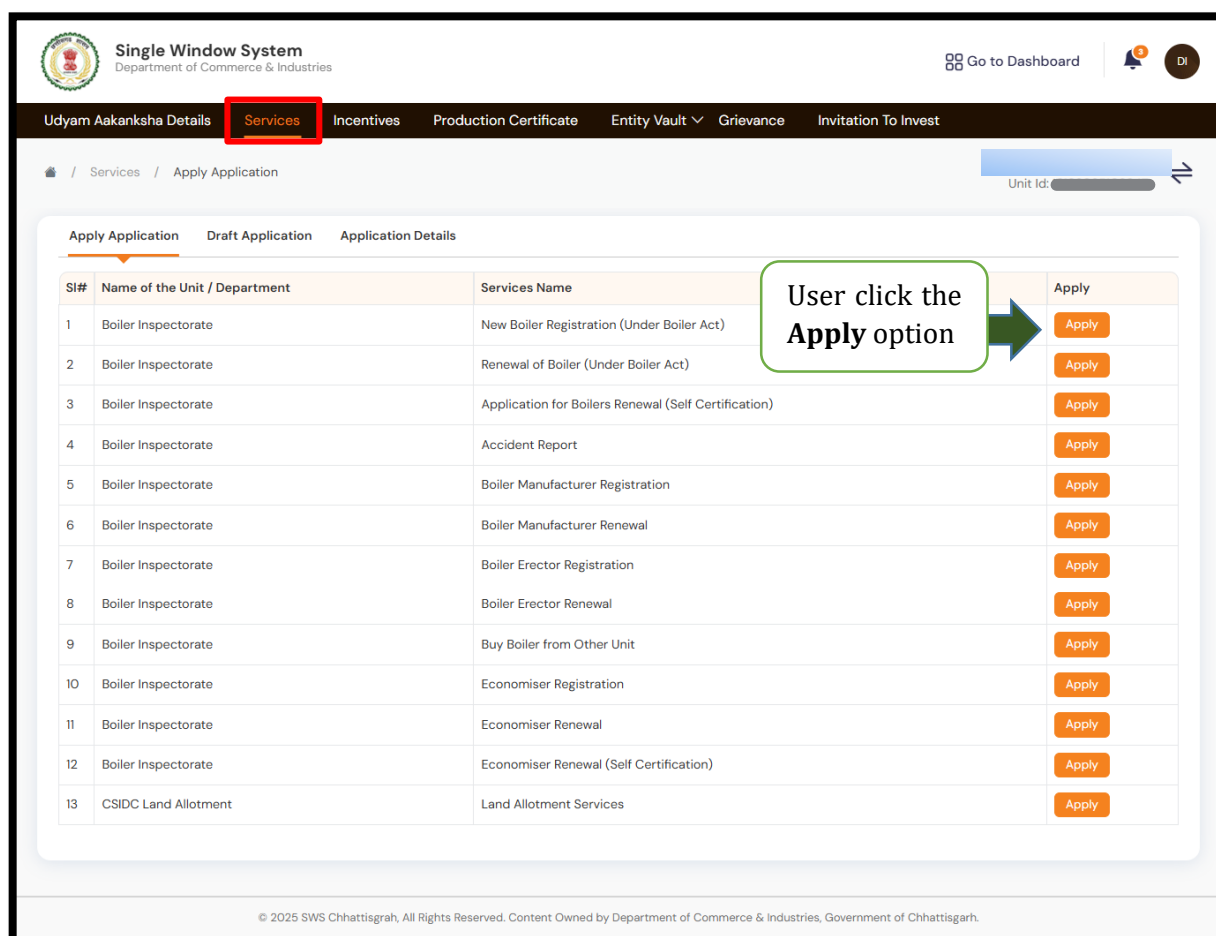 Single Window System
Department of Commerce & Industries
Go to Dashboard
3
DI
Udyam Aakanksha Details Services Incentives Production Certificate Entity Vault Grievance Invitation To Invest
/ Services / Apply Application
Unit Id:
Apply Application Draft Application Application Details
Sl# Name of the Unit / Department Services Name Apply
User click the
Apply option
1 Boiler Inspectorate New Boiler Registration (Under Boiler Act) Apply
2 Boiler Inspectorate Renewal of Boiler (Under Boiler Act) Apply
3 Boiler Inspectorate Application for Boilers Renewal (Self Certification) Apply
4 Boiler Inspectorate Accident Report Apply
5 Boiler Inspectorate Boiler Manufacturer Registration Apply
6 Boiler Inspectorate Boiler Manufacturer Renewal Apply
7 Boiler Inspectorate Boiler Erector Registration Apply
8 Boiler Inspectorate Boiler Erector Renewal Apply
9 Boiler Inspectorate Buy Boiler from Other Unit Apply
10 Boiler Inspectorate Economiser Registration Apply
11 Boiler Inspectorate Economiser Renewal Apply
12 Boiler Inspectorate Economiser Renewal (Self Certification) Apply
13 CSIDC Land Allotment Land Allotment Services Apply
© 2025 SWS Chhattisgrah, All Rights Reserved. Content Owned by Department of Commerce & Industries, Government of Chhattisgarh.